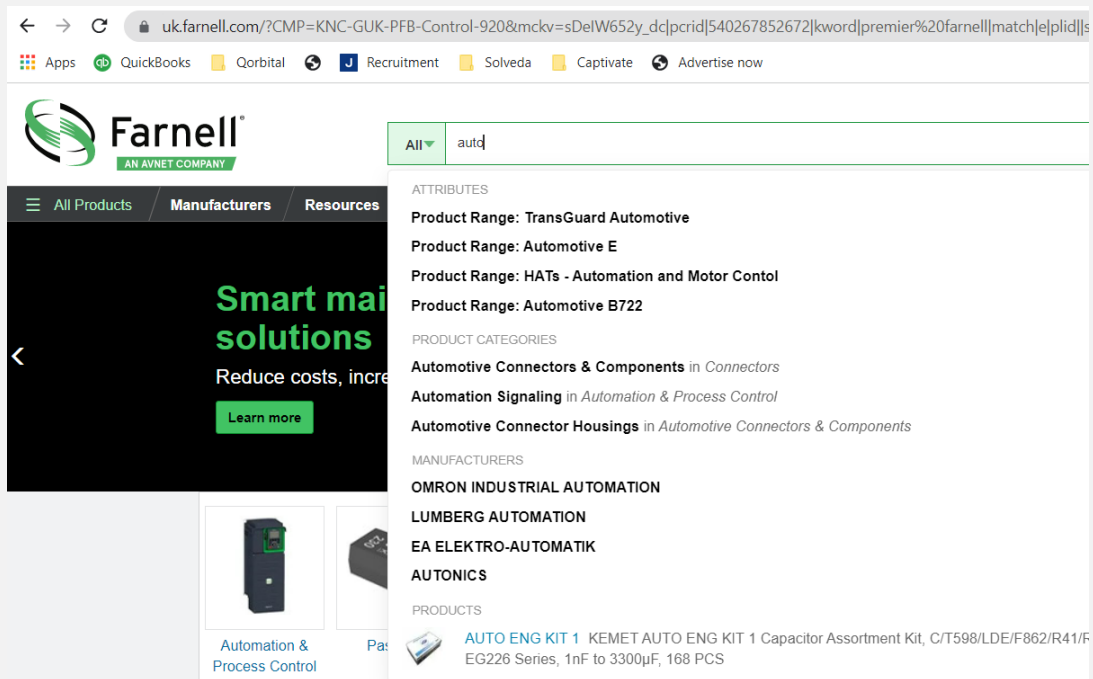 uk.farnell.com/?CMP=KNC-GUK-PFB-Control-920&mckv=sDeIW652y_dc|pcrid|540267852672|kword|premier%20farnell|match|e|plid||s
Apps QuickBooks Qorbital J Recruitment Solveda Captivate Advertise now
Farnell®
AN AVNET COMPANY
All auto
All Products Manufacturers Resources
Smart mai
solutions
Reduce costs, incre
Learn more
ATTRIBUTES
Product Range: TransGuard Automotive
Product Range: Automotive E
Product Range: HATs - Automation and Motor Contol
Product Range: Automotive B722
PRODUCT CATEGORIES
Automotive Connectors & Components in Connectors
Automation Signaling in Automation & Process Control
Automotive Connector Housings in Automotive Connectors & Components
MANUFACTURERS
OMRON INDUSTRIAL AUTOMATION
LUMBERG AUTOMATION
EA ELEKTRO-AUTOMATIK
AUTONICS
PRODUCTS
AUTO ENG KIT 1 KEMET AUTO ENG KIT 1 Capacitor Assortment Kit, C/T598/LDE/F862/R41/R
EG226 Series, 1nF to 3300µF, 168 PCS
Automation &
Process Control
Pas